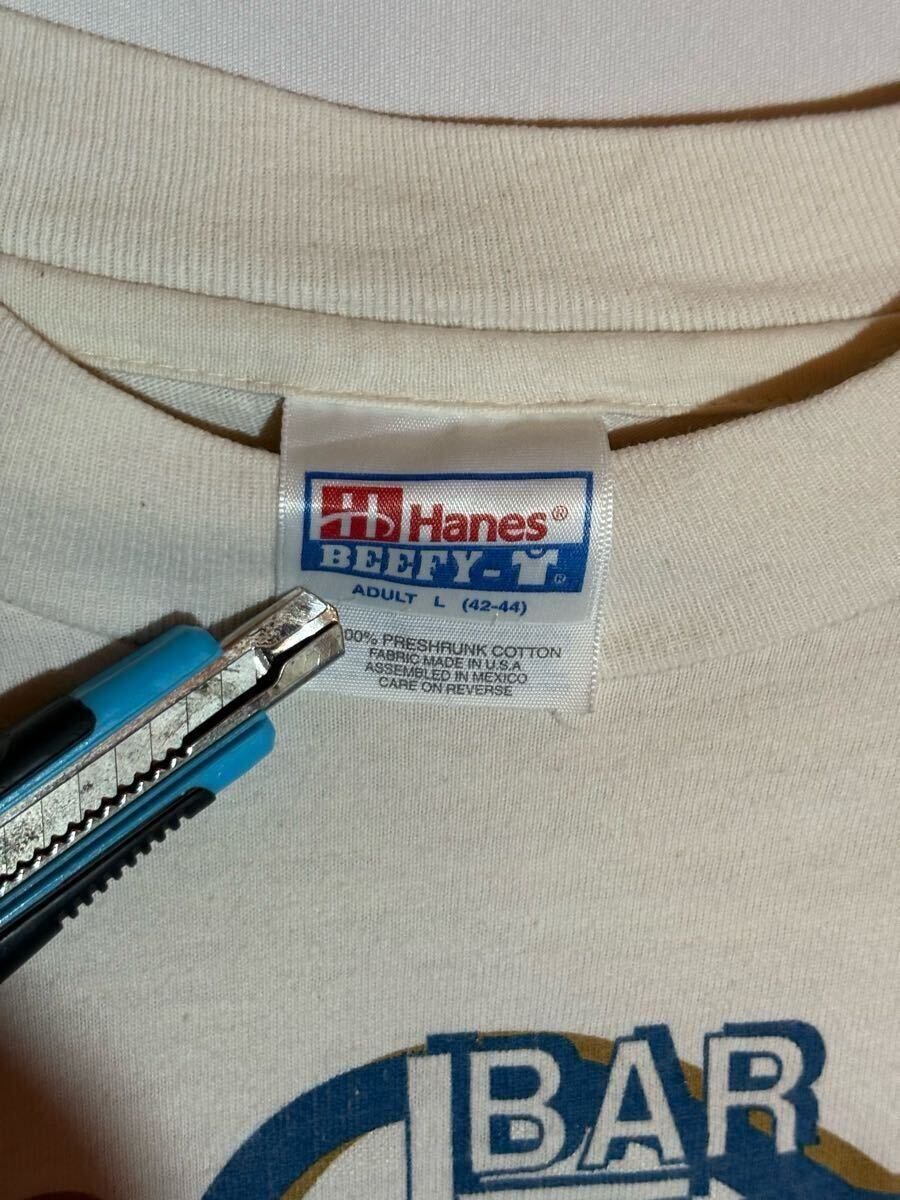 Hanes®
BEEFY-T®
ADULT L (42-44)
00% PRESHRUNK COTTON
FABRIC MADE IN U.S.A
ASSEMBLED IN MEXICO
CARE ON REVERSE
BAR